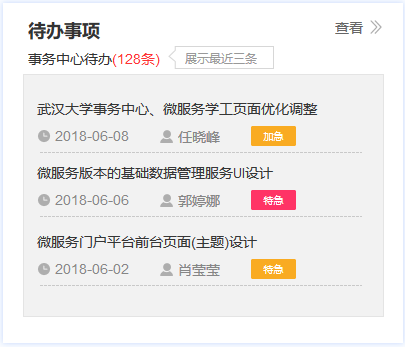 待办事项 查看
事务中心待办(128条) 展示最近三条
武汉大学事务中心、微服务学工页面优化调整
2018-06-08 任晓峰 加急
微服务版本的基础数据管理服务UI设计
2018-06-06 郭婷娜 特急
微服务门户平台前台页面(主题)设计
2018-06-02 肖莹莹 特急